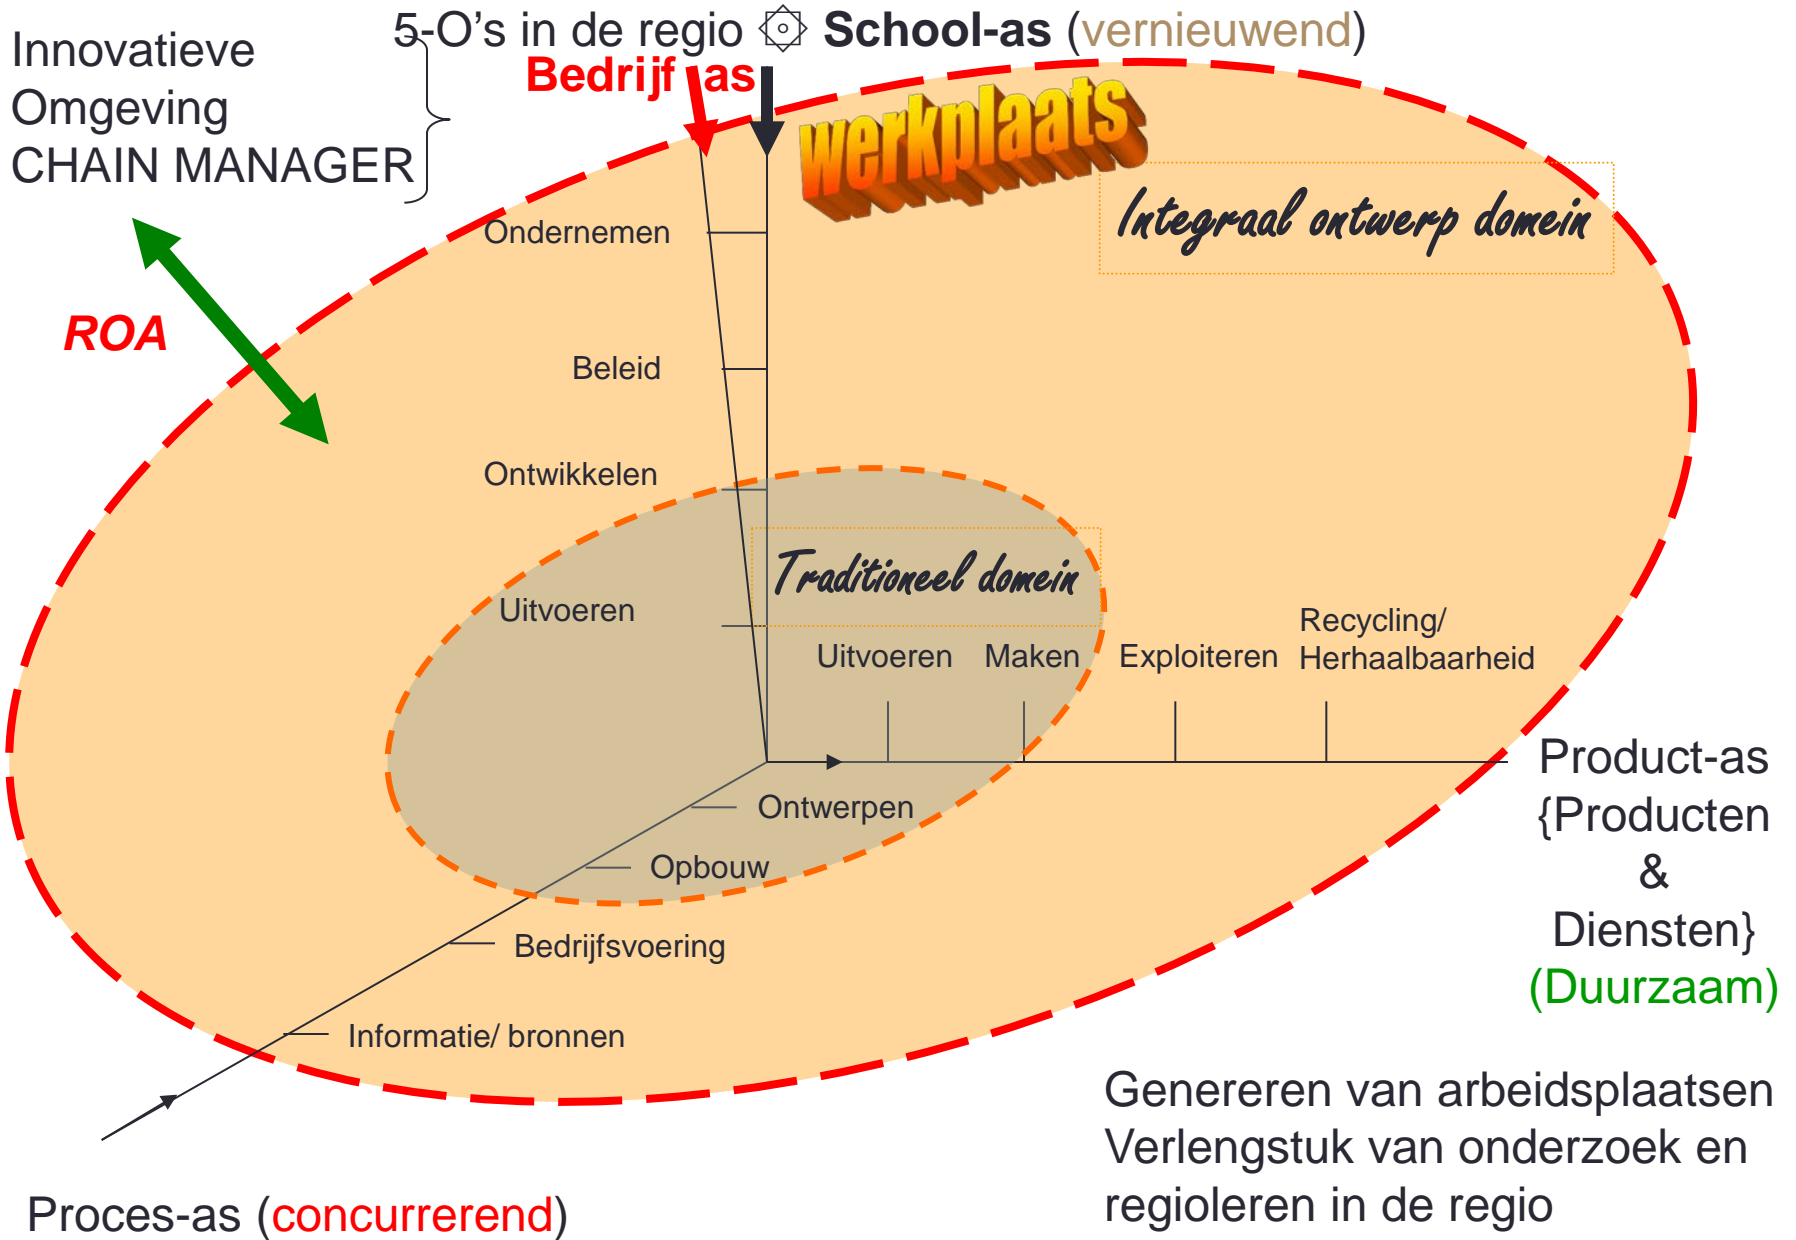 5-O's in de regio ۞ School-as (vernieuwend)
Innovatieve
Omgeving
CHAIN MANAGER
Bedrijf -as
werkplaats
Integraal ontwerp domein
Ondernemen
ROA
Beleid
Ontwikkelen
Traditioneel domein
Uitvoeren
Uitvoeren Maken Exploiteren
Recycling/
Herhaalbaarheid
Product-as
{Producten
&
Diensten}
(Duurzaam)
Ontwerpen
Opbouw
Bedrijfsvoering
Informatie/ bronnen
Genereren van arbeidsplaatsen
Verlengstuk van onderzoek en
regioleren in de regio
Proces-as (concurrerend)